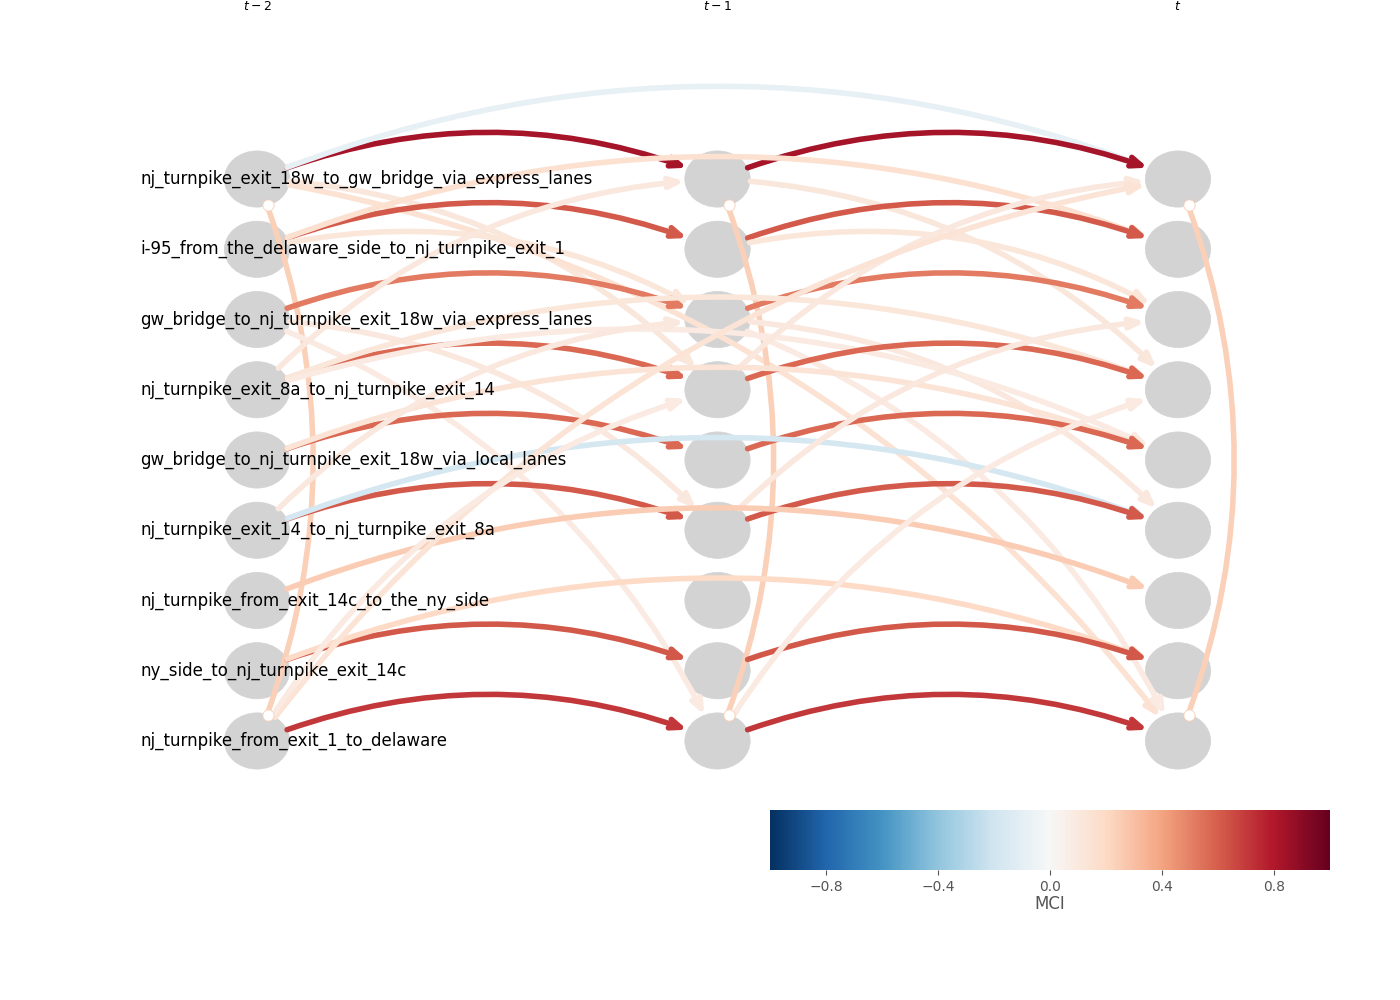 t − 2 t − 1 t
nj_turnpike_exit_18w_to_gw_bridge_via_express_lanes
i-95_from_the_delaware_side_to_nj_turnpike_exit_1
gw_bridge_to_nj_turnpike_exit_18w_via_express_lanes
nj_turnpike_exit_8a_to_nj_turnpike_exit_14
gw_bridge_to_nj_turnpike_exit_18w_via_local_lanes
nj_turnpike_exit_14_to_nj_turnpike_exit_8a
nj_turnpike_from_exit_14c_to_the_ny_side
ny_side_to_nj_turnpike_exit_14c
nj_turnpike_from_exit_1_to_delaware
−0.8 −0.4 0.0 0.4 0.8
MCI